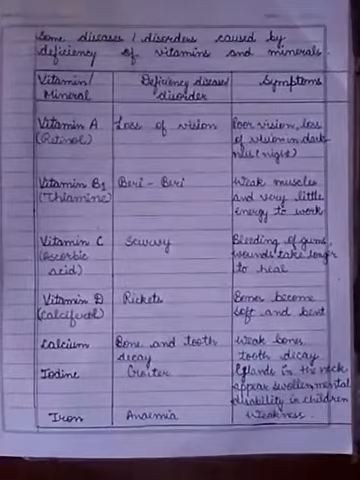 Some diseases / disorders caused by
deficiency of vitamins and minerals.
Vitamin/ Mineral
Deficiency disease/ disorder
Symptoms
Vitamin A (Retinol)
Loss of vision
Poor vision, loss
of vision in dark-
(night)
Vitamin B1 (Thiamine)
Beri - Beri
Weak muscles
and very little
energy to work
Vitamin C (Ascorbic acid)
Scurvy
Bleeding of gums,
wounds take longer
to heal
Vitamin D (Calciferol)
Rickets
Bones become
soft and bent
Calcium
Bone and tooth decay
Weak bones,
tooth decay
Iodine
Goiter
Glands in the neck
appear swollen, mental
disability in children
Iron
Anaemia
Weakness.